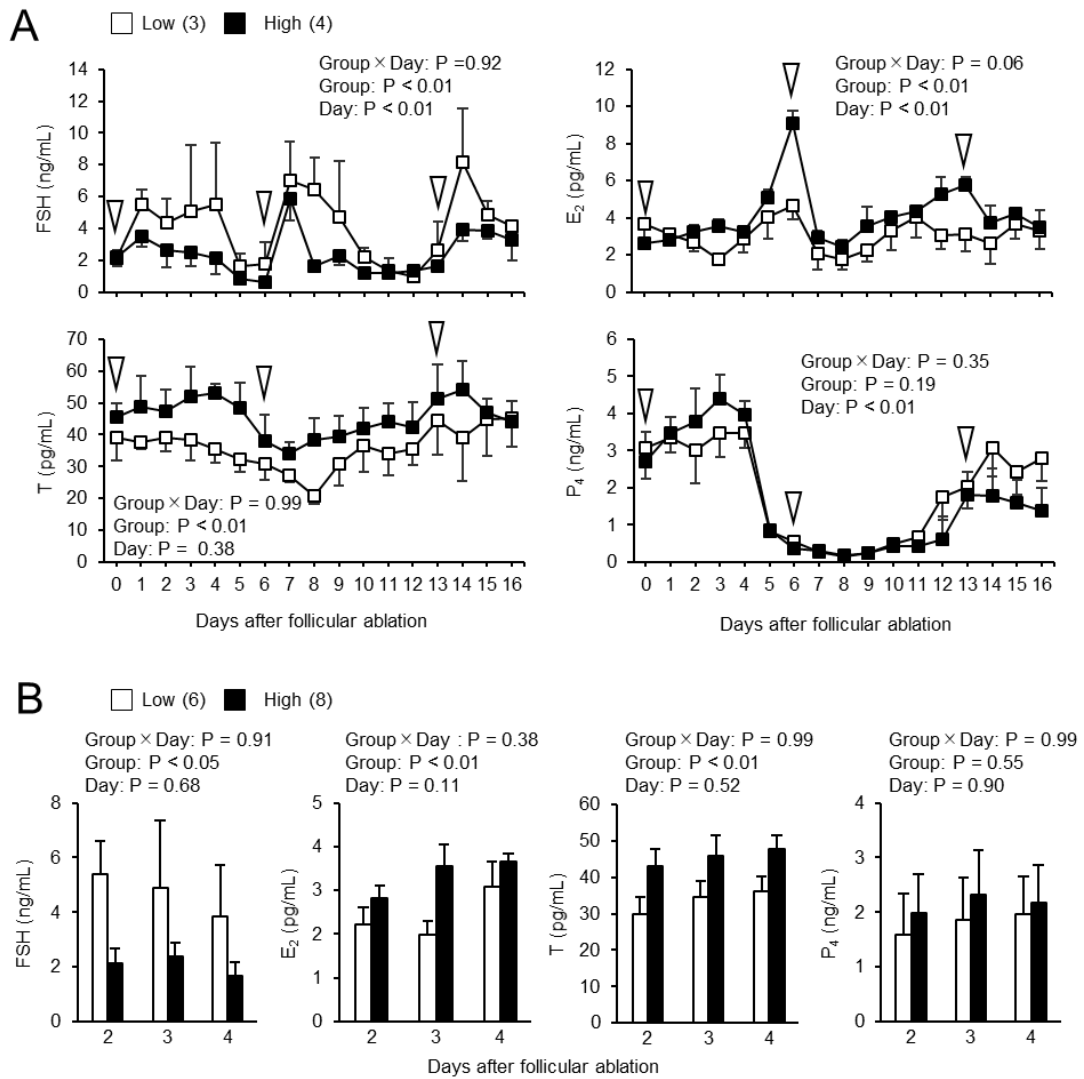 A
Low (3) High (4)
Group × Day: P =0.92
Group: P < 0.01
Day: P < 0.01
FSH (ng/mL)
12
10
8
6
4
2
0
Group × Day: P = 0.06
Group: P < 0.01
Day: P < 0.01
E2 (pg/mL)
12
10
8
6
4
2
0
T (pg/mL)
70
60
50
40
30
20
10
0
Group × Day: P = 0.99
Group: P < 0.01
Day: P = 0.38
0 1 2 3 4 5 6 7 8 9 10 11 12 13 14 15 16
Days after follicular ablation
P4 (ng/mL)
6
5
4
3
2
1
0
Group × Day: P = 0.35
Group: P = 0.19
Day: P < 0.01
0 1 2 3 4 5 6 7 8 9 10 11 12 13 14 15 16
Days after follicular ablation
B
Low (6) High (8)
Group × Day: P = 0.91
Group: P < 0.05
Day: P = 0.68
FSH (ng/mL)
8
6
4
2
0
2 3 4
Group × Day : P = 0.38
Group: P < 0.01
Day: P = 0.11
E2 (pg/mL)
5
4
3
2
1
0
2 3 4
Group × Day: P = 0.99
Group: P < 0.01
Day: P = 0.52
T (pg/mL)
60
50
40
30
20
10
0
2 3 4
Group × Day: P = 0.99
Group: P = 0.55
Day: P = 0.90
P4 (ng/mL)
4
3
2
1
0
2 3 4
Days after follicular ablation